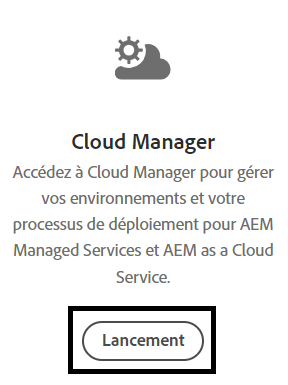 Cloud Manager
Accédez à Cloud Manager pour gérer
vos environnements et votre
processus de déploiement pour AEM
Managed Services et AEM as a Cloud
Service.
Lancement